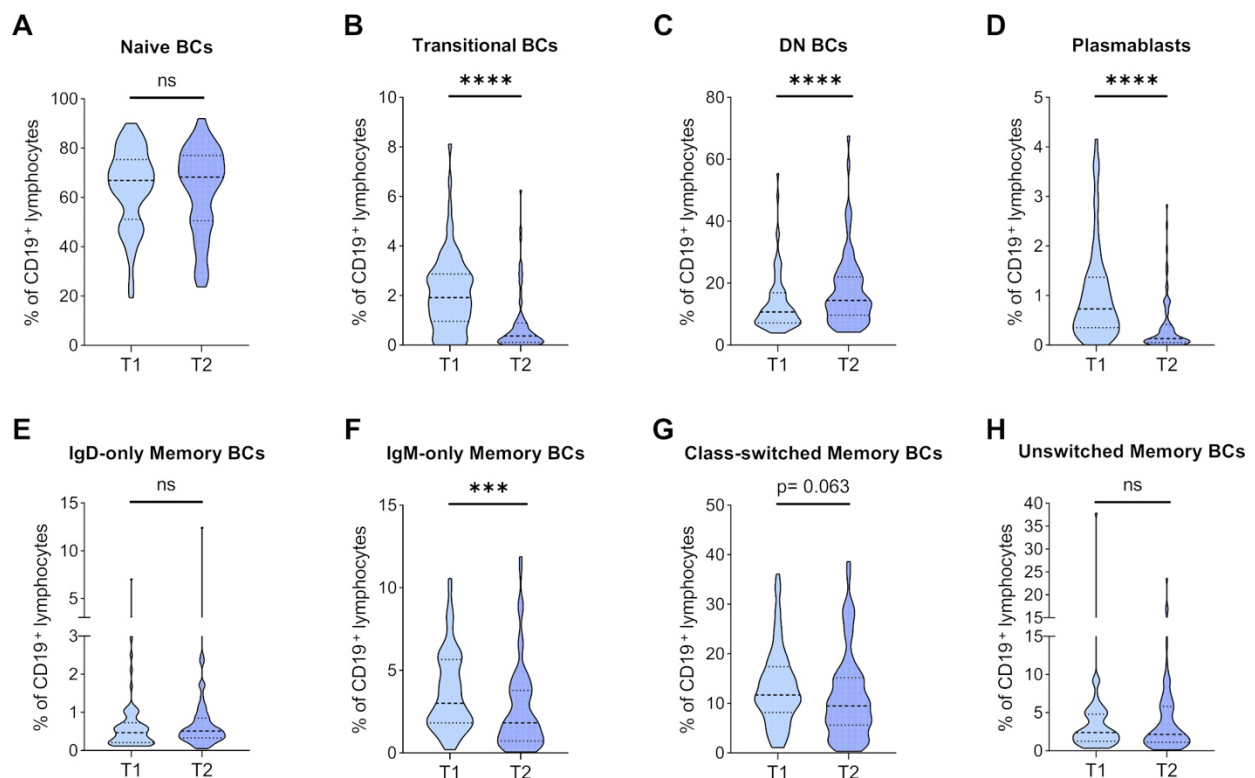 A
Naive BCs
ns
% of CD19+ lymphocytes
100
80
60
40
20
0
T1 T2
B
Transitional BCs
****
% of CD19+ lymphocytes
10
8
6
4
2
0
T1 T2
C
DN BCs
****
% of CD19+ lymphocytes
80
60
40
20
10
0
T1 T2
D
Plasmablasts
****
% of CD19+ lymphocytes
5
4
3
2
1
0
T1 T2
E
IgD-only Memory BCs
ns
% of CD19+ lymphocytes
15
10
5
3
2
1
0
T1 T2
F
IgM-only Memory BCs
***
% of CD19+ lymphocytes
15
10
5
0
T1 T2
G
Class-switched Memory BCs
p= 0.063
% of CD19+ lymphocytes
50
40
30
20
10
0
T1 T2
H
Unswitched Memory BCs
ns
% of CD19+ lymphocytes
40
35
30
25
20
15
15
10
5
0
T1 T2